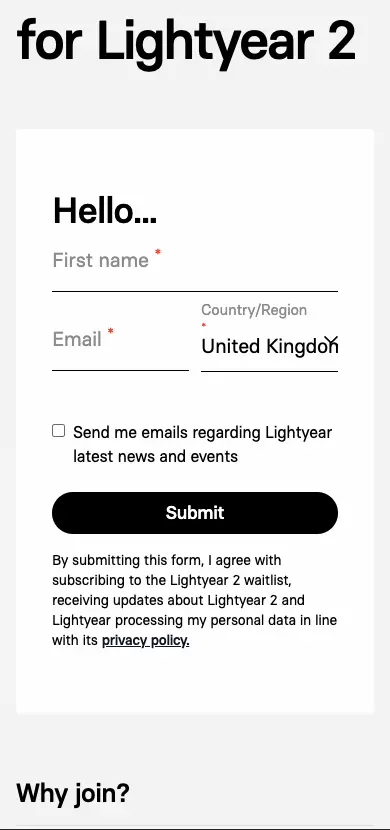 for Lightyear 2
Hello...
First name *
Country/Region
*
Email *
United Kingdom
Send me emails regarding Lightyear
latest news and events
Submit
By submitting this form, I agree with
subscribing to the Lightyear 2 waitlist,
receiving updates about Lightyear 2 and
Lightyear processing my personal data in line
with its privacy policy.
Why join?